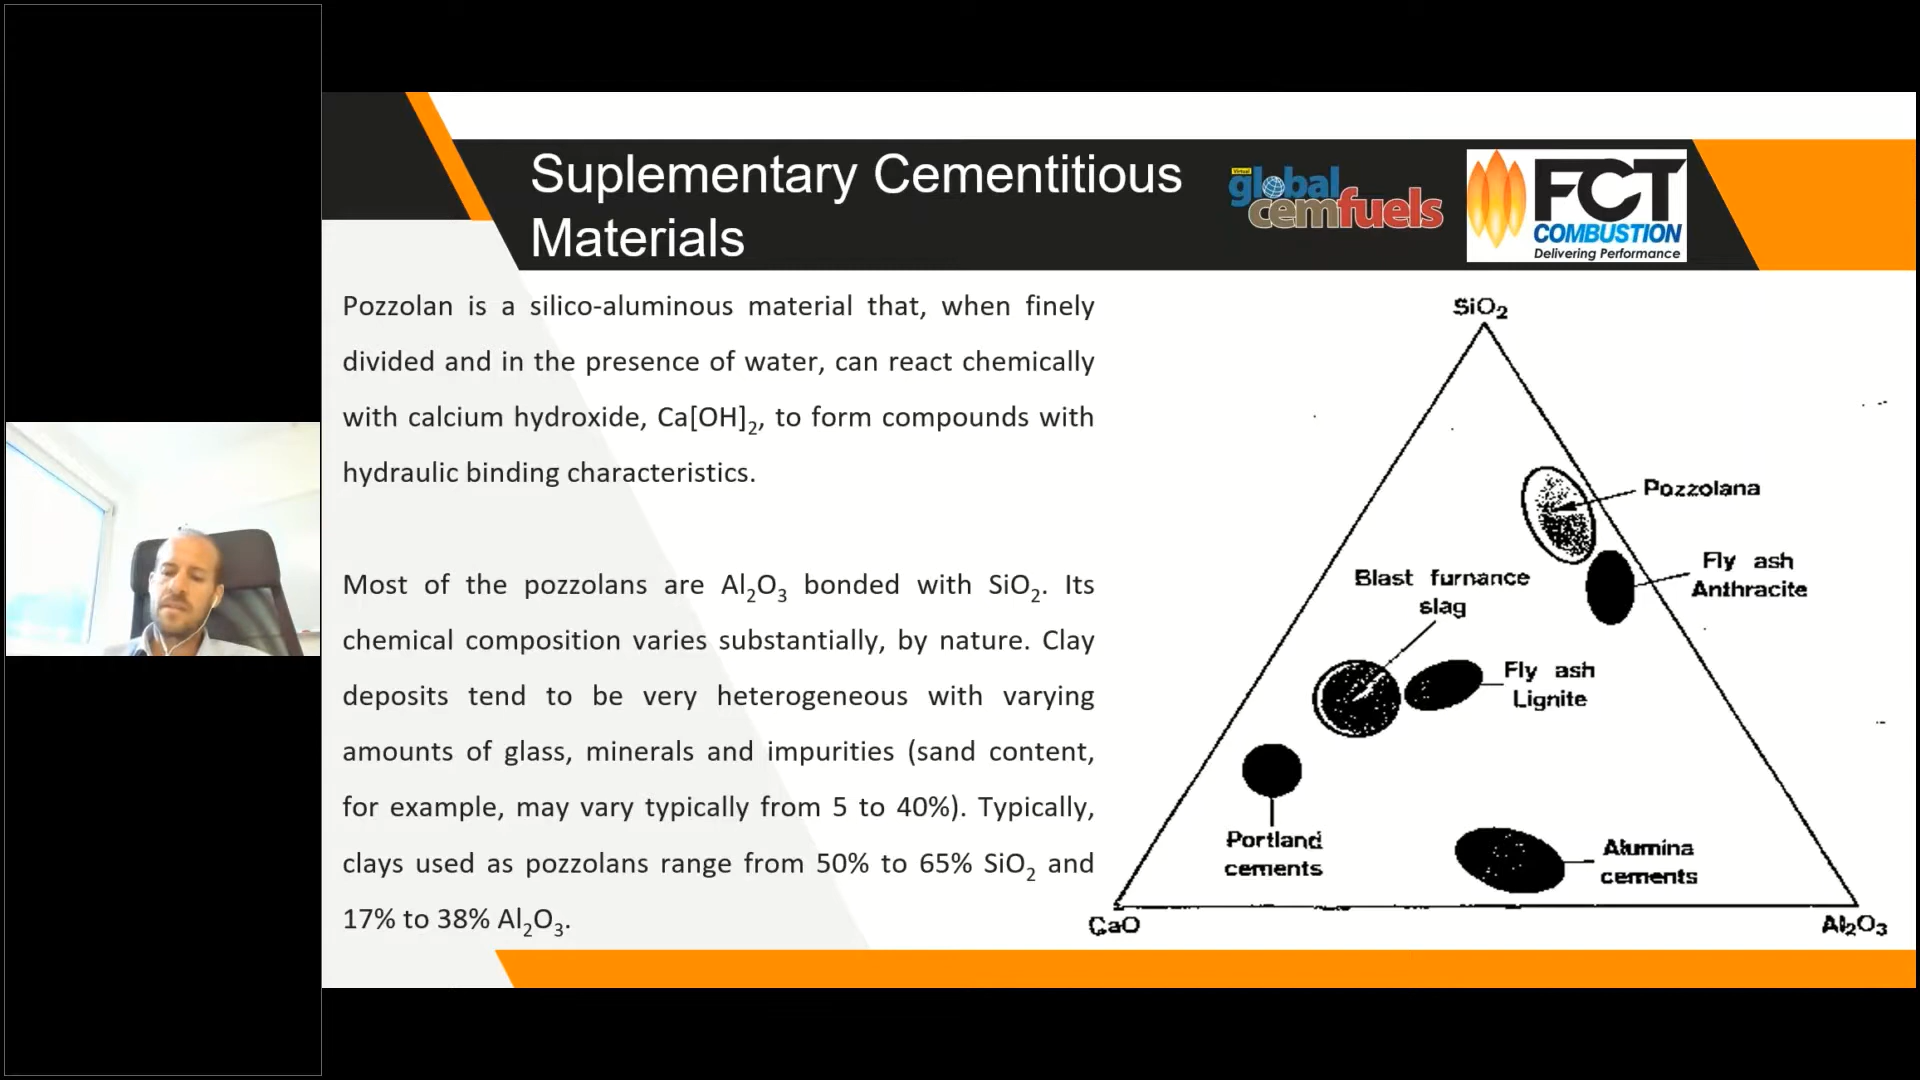 Suplementary Cementitious
Materials
Virtual
global
cemfuels
FCT
COMBUSTION
Delivering Performance
Pozzolan is a silico-aluminous material that, when finely
divided and in the presence of water, can react chemically
with calcium hydroxide, Ca[OH]₂, to form compounds with
hydraulic binding characteristics.
Most of the pozzolans are Al₂O₃ bonded with SiO₂. Its
chemical composition varies substantially, by nature. Clay
deposits tend to be very heterogeneous with varying
amounts of glass, minerals and impurities (sand content,
for example, may vary typically from 5 to 40%). Typically,
clays used as pozzolans range from 50% to 65% SiO₂ and
17% to 38% Al₂O₃.
SiO₂
Pozzolana
Fly ash
Anthracite
Blast furnance
slag
Fly ash
Lignite
Portland
cements
Alumina
cements
CaO
Al₂O₃